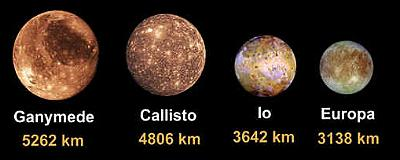 Ganymede Callisto Io Europa
5262 km 4806 km 3642 km 3138 km